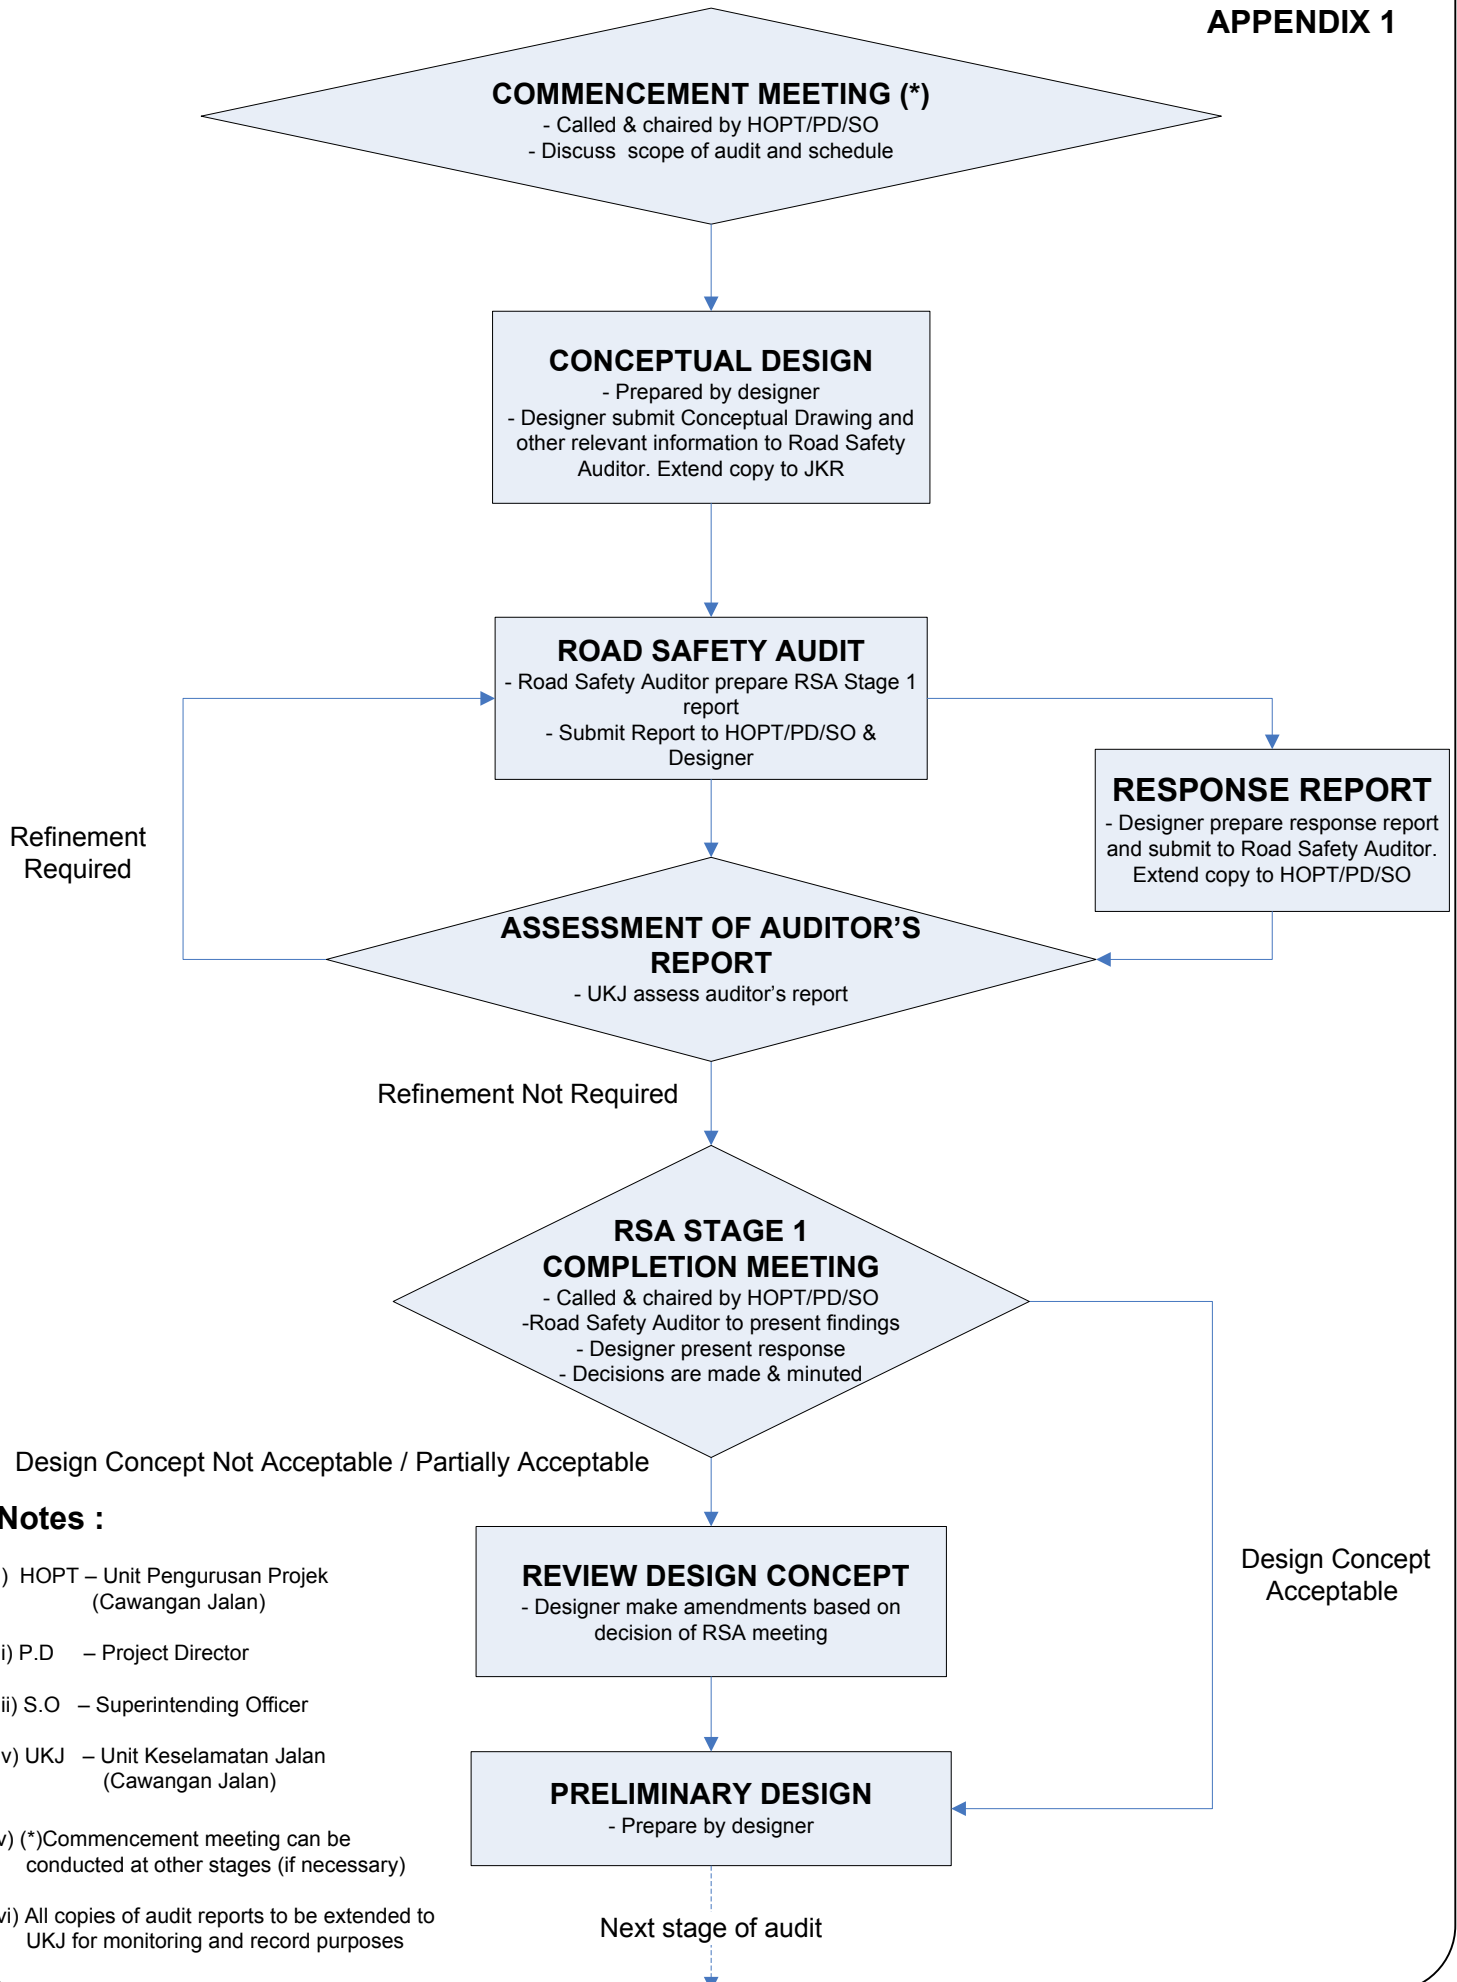 APPENDIX 1
COMMENCEMENT MEETING (*)
- Called & chaired by HOPT/PD/SO
- Discuss scope of audit and schedule
CONCEPTUAL DESIGN
- Prepared by designer
- Designer submit Conceptual Drawing and
other relevant information to Road Safety
Auditor. Extend copy to JKR
ROAD SAFETY AUDIT
- Road Safety Auditor prepare RSA Stage 1
report
- Submit Report to HOPT/PD/SO &
Designer
RESPONSE REPORT
- Designer prepare response report
and submit to Road Safety Auditor.
Extend copy to HOPT/PD/SO
Refinement
Required
ASSESSMENT OF AUDITOR’S
REPORT
- UKJ assess auditor’s report
Refinement Not Required
RSA STAGE 1
COMPLETION MEETING
- Called & chaired by HOPT/PD/SO
-Road Safety Auditor to present findings
- Designer present response
- Decisions are made & minuted
Design Concept Not Acceptable / Partially Acceptable
Design Concept
Acceptable
REVIEW DESIGN CONCEPT
- Designer make amendments based on
decision of RSA meeting
PRELIMINARY DESIGN
- Prepare by designer
Next stage of audit
Notes :
) HOPT – Unit Pengurusan Projek
(Cawangan Jalan)
i) P.D – Project Director
ii) S.O – Superintending Officer
v) UKJ – Unit Keselamatan Jalan
(Cawangan Jalan)
v) (*)Commencement meeting can be
conducted at other stages (if necessary)
vi) All copies of audit reports to be extended to
UKJ for monitoring and record purposes